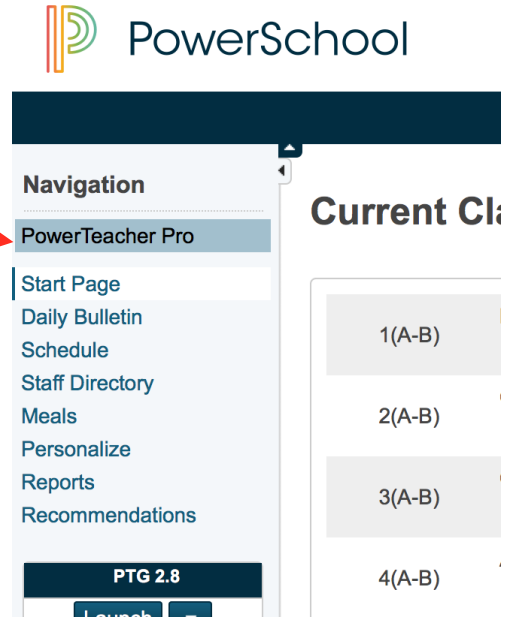 PowerSchool
Navigation
PowerTeacher Pro
Start Page
Daily Bulletin
Schedule
Staff Directory
Meals
Personalize
Reports
Recommendations
PTG 2.8
Launch
Current Cla
1(A-B)
2(A-B)
3(A-B)
4(A-B)